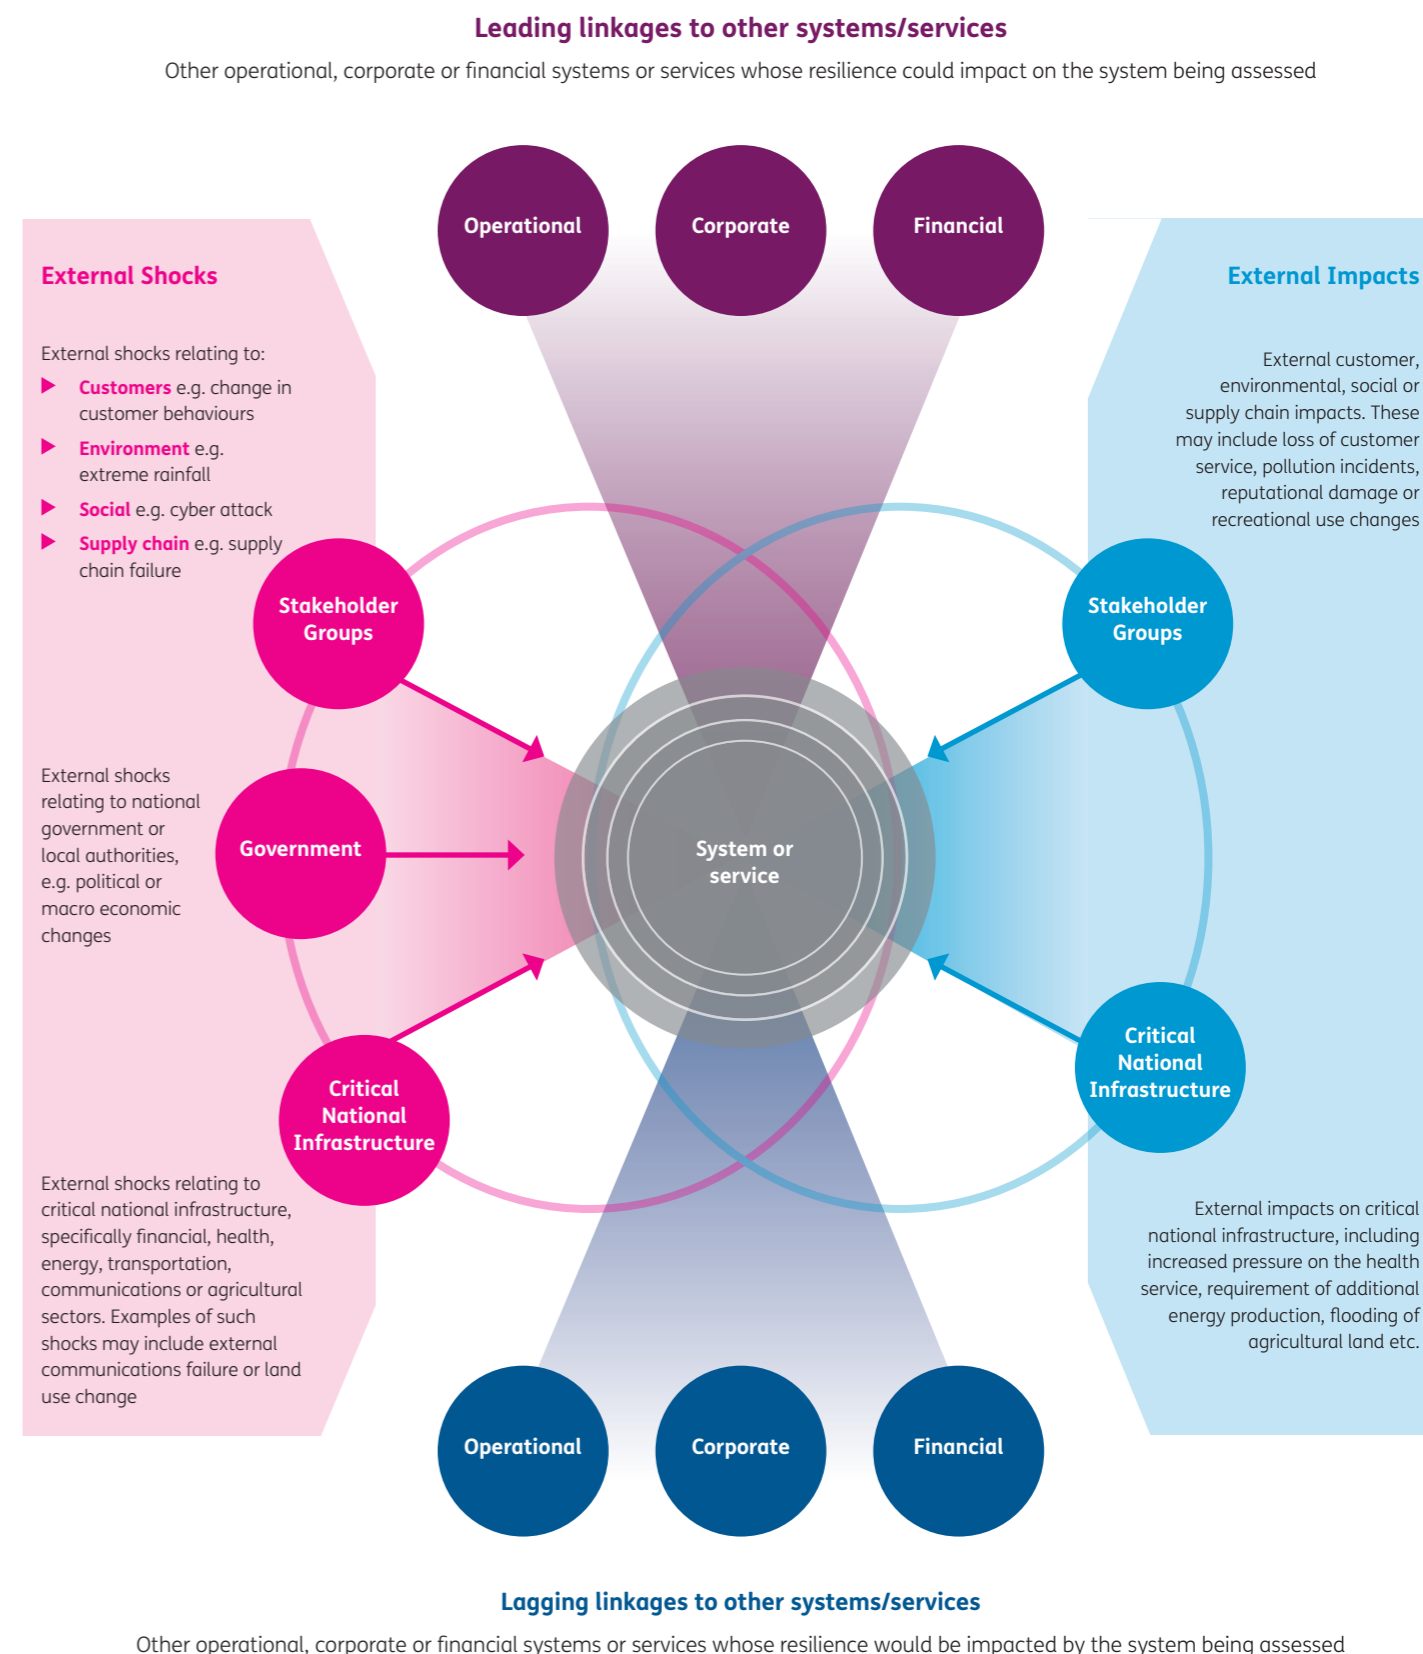 Leading linkages to other systems/services
Other operational, corporate or financial systems or services whose resilience could impact on the system being assessed
Operational
Corporate
Financial
External Shocks
External shocks relating to:
Customers e.g. change in
customer behaviours
Environment e.g.
extreme rainfall
Social e.g. cyber attack
Supply chain e.g. supply
chain failure
Stakeholder
Groups
External shocks
relating to national
government or
local authorities,
e.g. political or
macro economic
changes
Government
Critical
National
Infrastructure
External shocks relating to
critical national infrastructure,
specifically financial, health,
energy, transportation,
communications or agricultural
sectors. Examples of such
shocks may include external
communications failure or land
use change
System or
service
External Impacts
External customer,
environmental, social or
supply chain impacts. These
may include loss of customer
service, pollution incidents,
reputational damage or
recreational use changes
Stakeholder
Groups
Critical
National
Infrastructure
External impacts on critical
national infrastructure, including
increased pressure on the health
service, requirement of additional
energy production, flooding of
agricultural land etc.
Operational
Corporate
Financial
Lagging linkages to other systems/services
Other operational, corporate or financial systems or services whose resilience would be impacted by the system being assessed